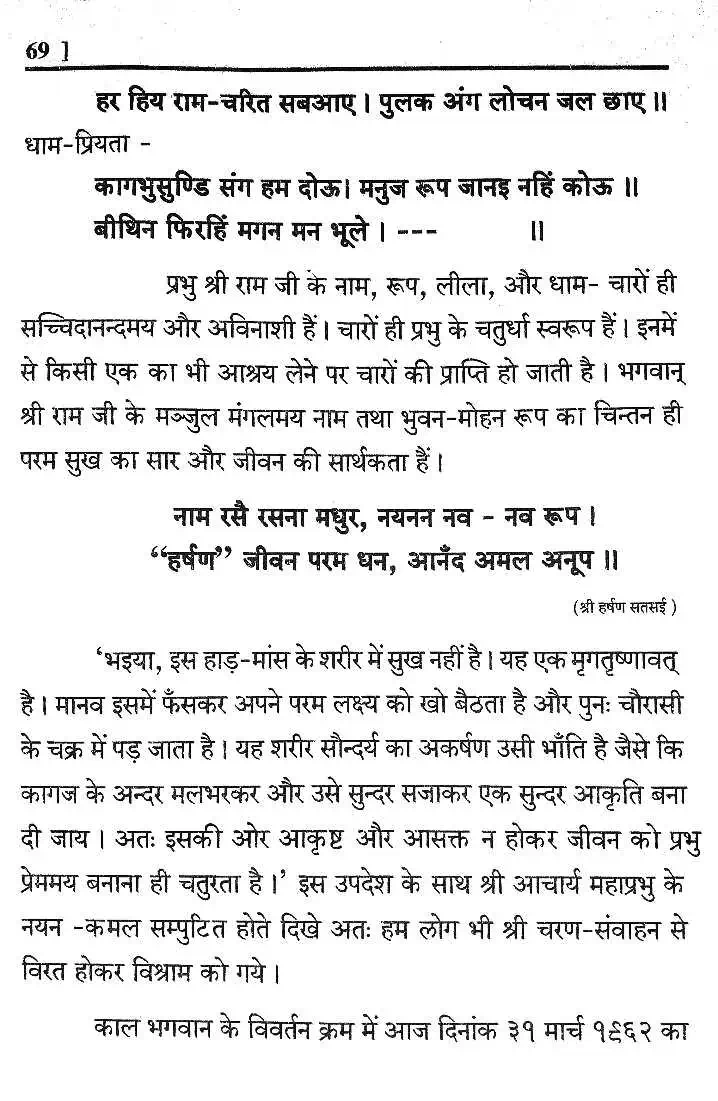 69 ]
हर हिय राम-चरित सबआए। पुलक अंग लोचन जल छाए॥
धाम-प्रियता -
कागभुसुण्डि संग हम दोऊ। मनुज रूप जानइ नहिं कोऊ ॥
बीथिन फिरहिं मगन मन भूले। --- ॥
प्रभु श्री राम जी के नाम, रूप, लीला, और धाम- चारों ही
सच्चिदानन्दमय और अविनाशी हैं। चारों ही प्रभु के चतुर्धा स्वरूप हैं। इनमें
से किसी एक का भी आश्रय लेने पर चारों की प्राप्ति हो जाती है। भगवान्
श्री राम जी के मञ्जुल मंगलमय नाम तथा भुवन-मोहन रूप का चिन्तन ही
परम सुख का सार और जीवन की सार्थकता हैं।
नाम रसै रसना मधुर, नयनन नव - नव रूप।
“हर्षण” जीवन परम धन, आनँद अमल अनूप॥
(श्री हर्षण सतसई)
‘भइया, इस हाड़-मांस के शरीर में सुख नहीं है। यह एक मृगतृष्णावत्
है। मानव इसमें फँसकर अपने परम लक्ष्य को खो बैठता है और पुनः चौरासी
के चक्र में पड़ जाता है। यह शरीर सौन्दर्य का अकर्षण उसी भाँति है जैसे कि
कागज के अन्दर मलभरकर और उसे सुन्दर सजाकर एक सुन्दर आकृति बना
दी जाय। अतः इसकी ओर आकृष्ट और आसक्त न होकर जीवन को प्रभु
प्रेममय बनाना ही चतुरता है।’ इस उपदेश के साथ श्री आचार्य महाप्रभु के
नयन -कमल सम्पुटित होते दिखे अतः हम लोग भी श्री चरण-संवाहन से
विरत होकर विश्राम को गये।
काल भगवान के विवर्तन क्रम में आज दिनांक ३१ मार्च १९६२ का